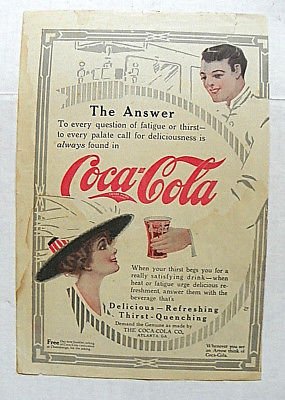 The Answer
To every question of fatigue or thirst—
to every palate call for deliciousness is
always found in
Coca-Cola
When your thirst begs you for a
really satisfying drink—when
heat or fatigue urge delicious re-
freshment, answer them with the
beverage that's
Delicious—Refreshing
Thirst-Quenching
Demand the Genuine as made by
THE COCA-COLA CO.
ATLANTA, GA.
Free
Whenever you see
an Arrow think of
Coca-Cola.